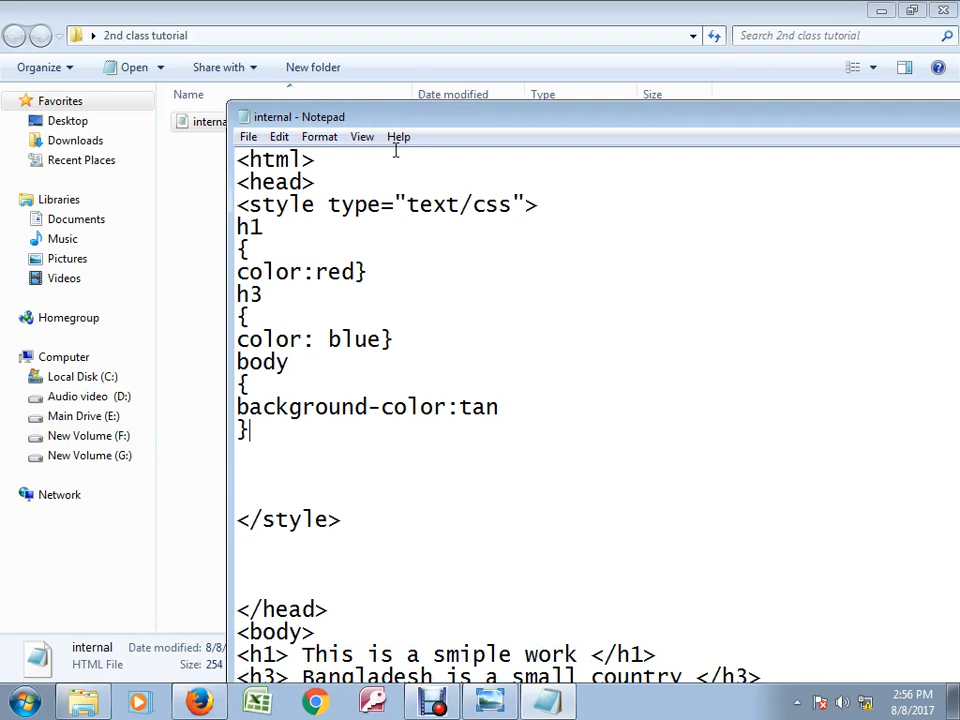 2nd class tutorial
Search 2nd class tutorial
Organize
Open
Share with
New folder
Favorites
Desktop
Downloads
Recent Places
Libraries
Documents
Music
Pictures
Videos
Homegroup
Computer
Local Disk (C:)
Audio video (D:)
Main Drive (E:)
New Volume (F:)
New Volume (G:)
Network
Name
Date modified
Type
Size
interna
internal - Notepad
File
Edit
Format
View
Help
<html>
<head>
<style type="text/css">
h1
{
color:red}
h3
{
color: blue}
body
{
background-color:tan
}
</style>
</head>
<body>
<h1> This is a smiple work </h1>
<h3> Bangladesh is a small country </h3>
internal
Date modified: 8/8/
HTML File
Size: 254
2:56 PM
8/8/2017